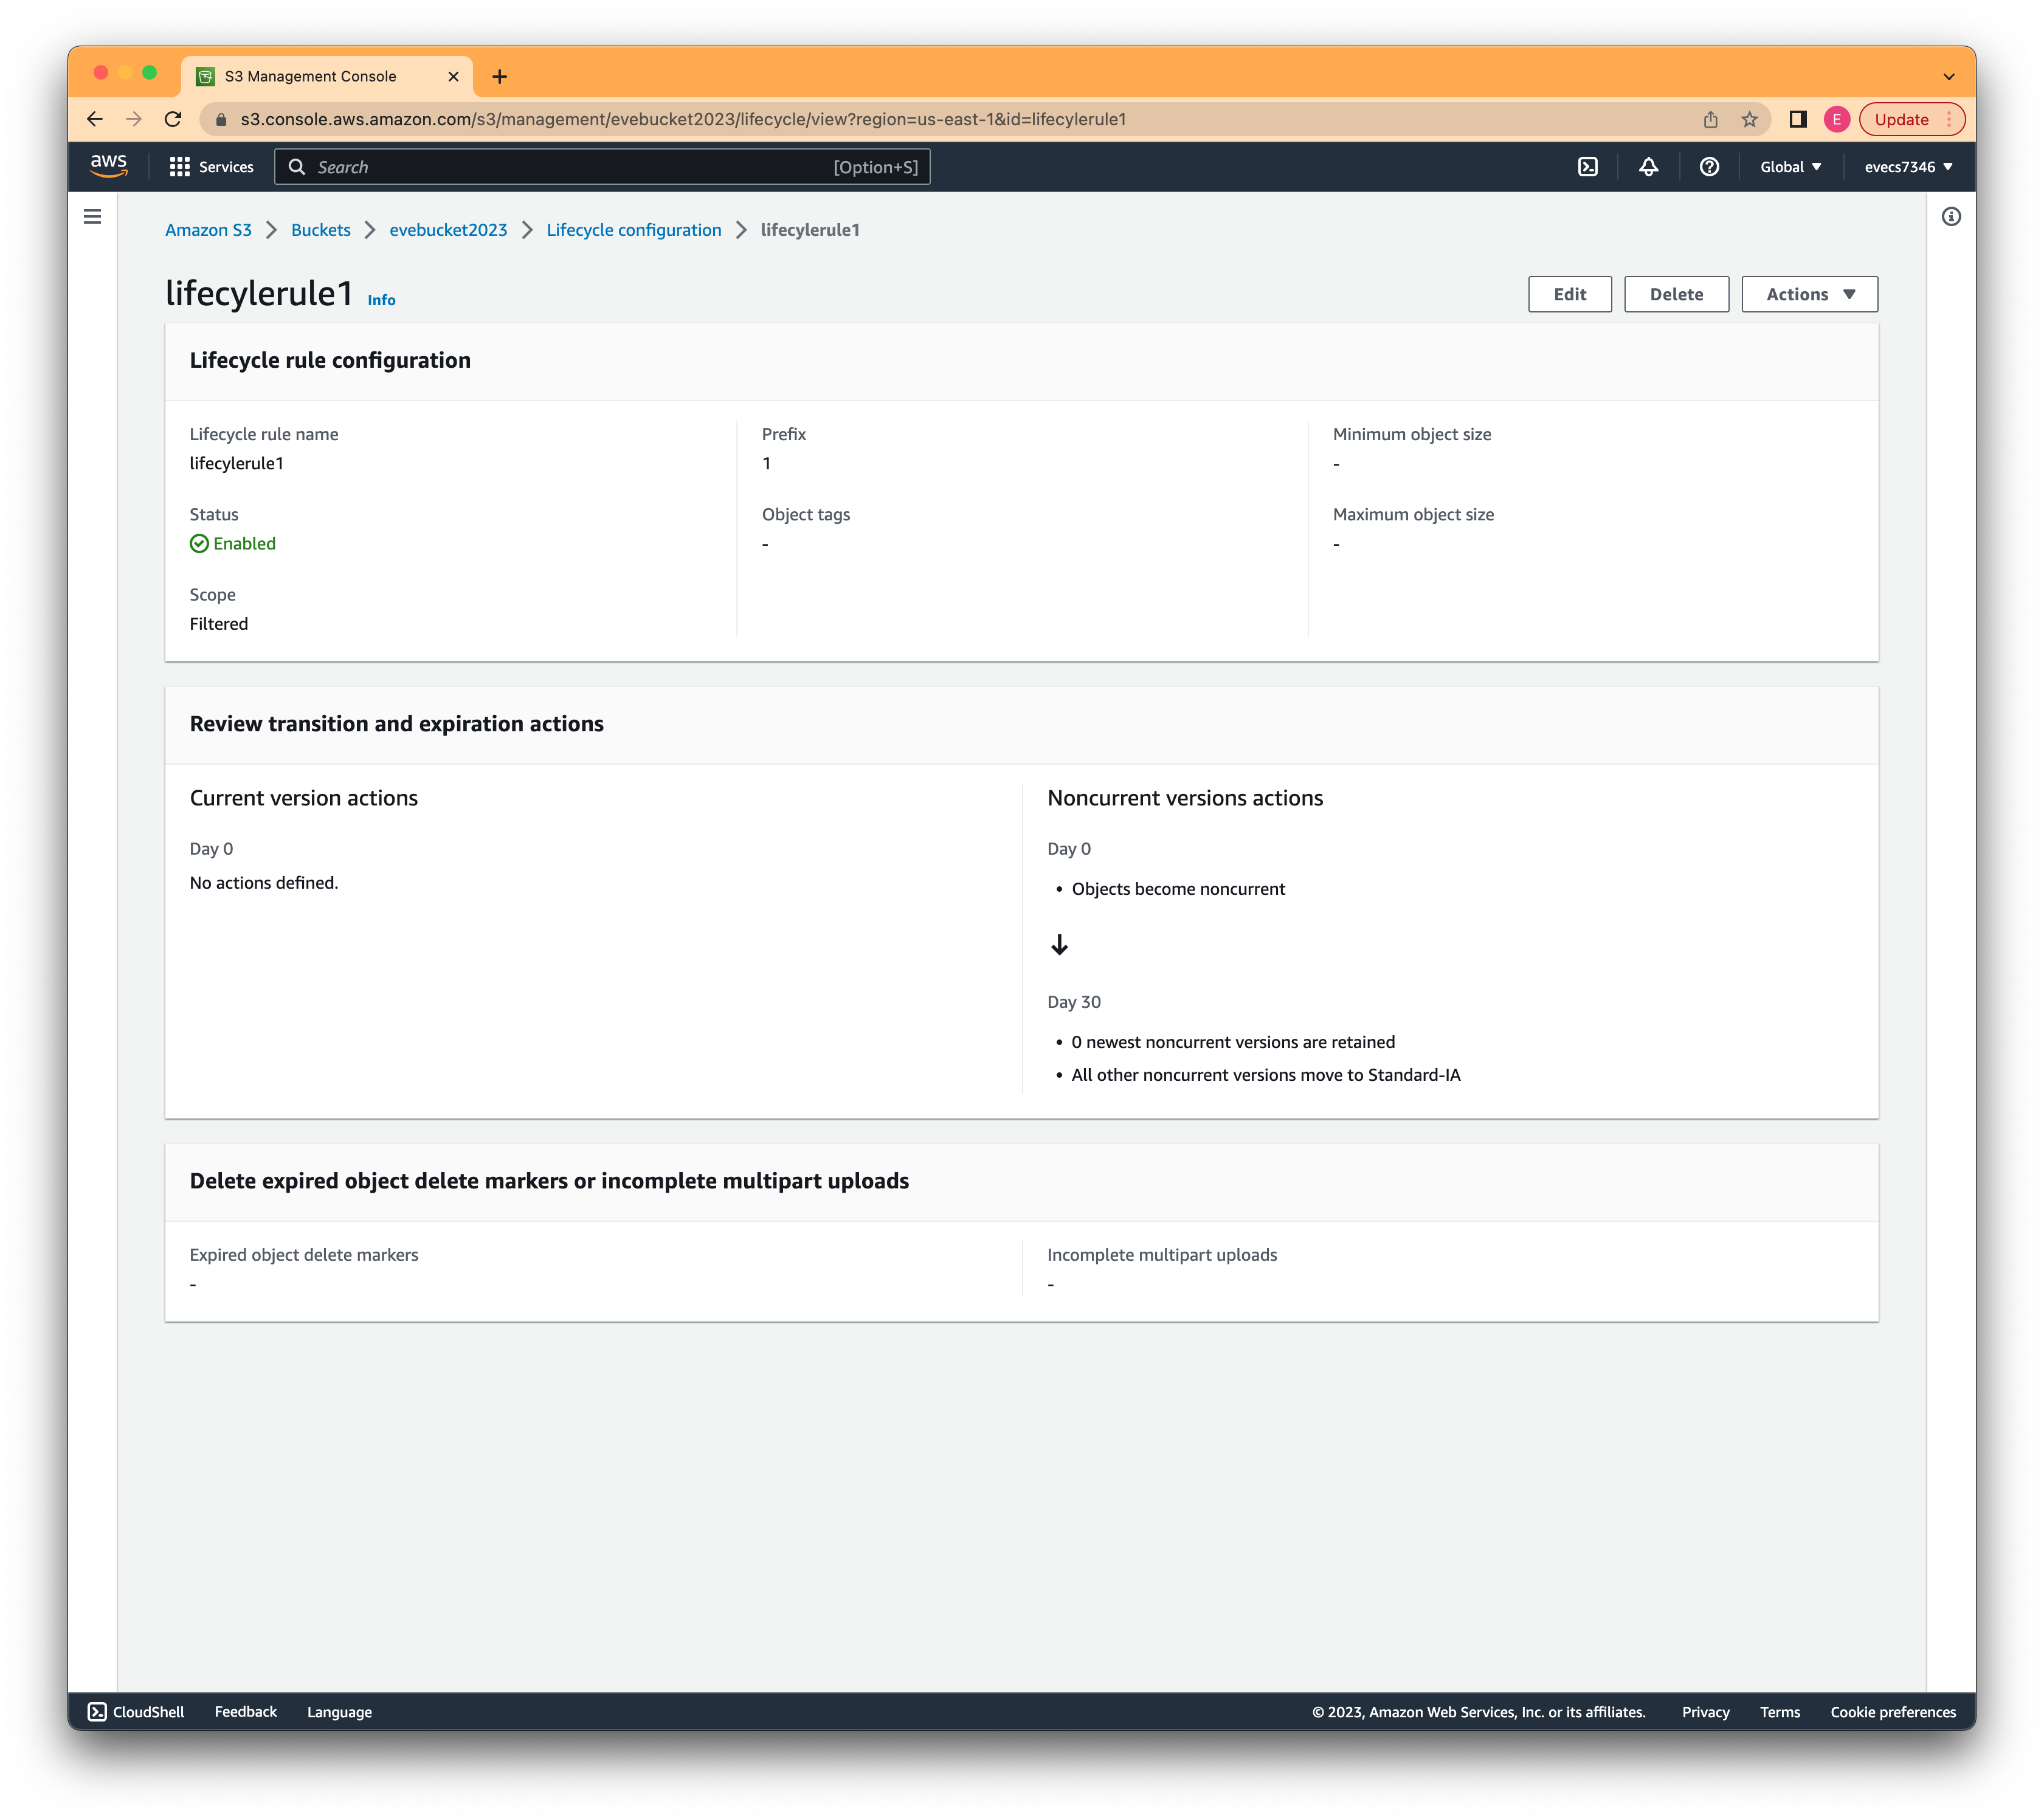 S3 Management Console
s3.console.aws.amazon.com/s3/management/evebucket2023/lifecycle/view?region=us-east-1&id=lifecylerule1
E
Update
aws
Services
Search
[Option+S]
Global
evecs7346
Amazon S3 > Buckets > evebucket2023 > Lifecycle configuration > lifecylerule1
lifecylerule1 Info
Edit
Delete
Actions
Lifecycle rule configuration
Lifecycle rule name
lifecylerule1
Status
Enabled
Scope
Filtered
Prefix
1
Object tags
-
Minimum object size
-
Maximum object size
-
Review transition and expiration actions
Current version actions
Day 0
No actions defined.
Noncurrent versions actions
Day 0
• Objects become noncurrent
Day 30
• 0 newest noncurrent versions are retained
• All other noncurrent versions move to Standard-IA
Delete expired object delete markers or incomplete multipart uploads
Expired object delete markers
-
Incomplete multipart uploads
-
CloudShell
Feedback
Language
© 2023, Amazon Web Services, Inc. or its affiliates.
Privacy
Terms
Cookie preferences